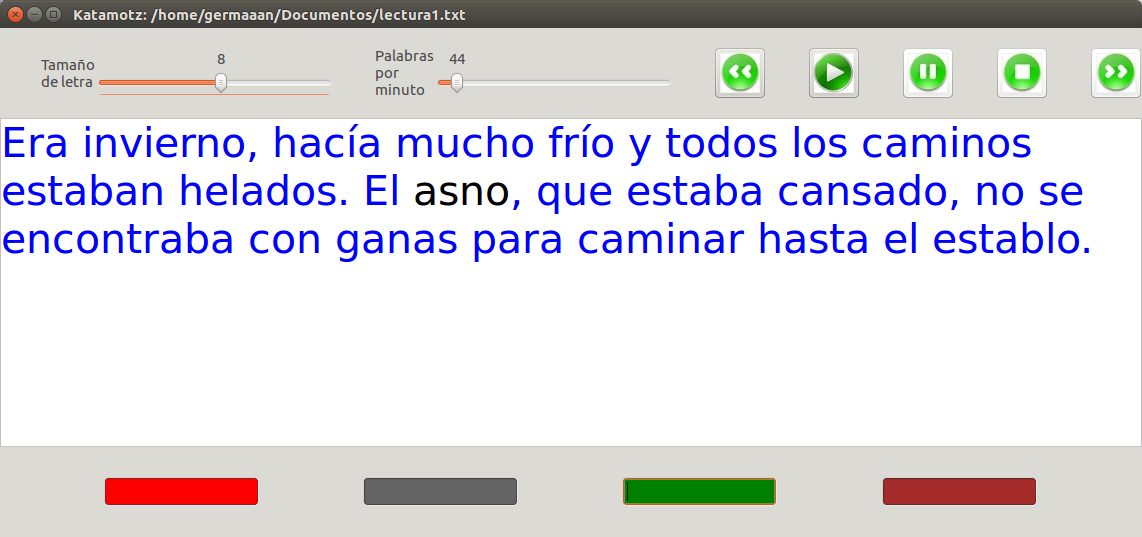 Katamotz: /home/germaaan/Documentos/lectura1.txt
Tamaño
de letra
8
Palabras
por
minuto
44
Era invierno, hacía mucho frío y todos los caminos
estaban helados. El asno, que estaba cansado, no se
encontraba con ganas para caminar hasta el establo.